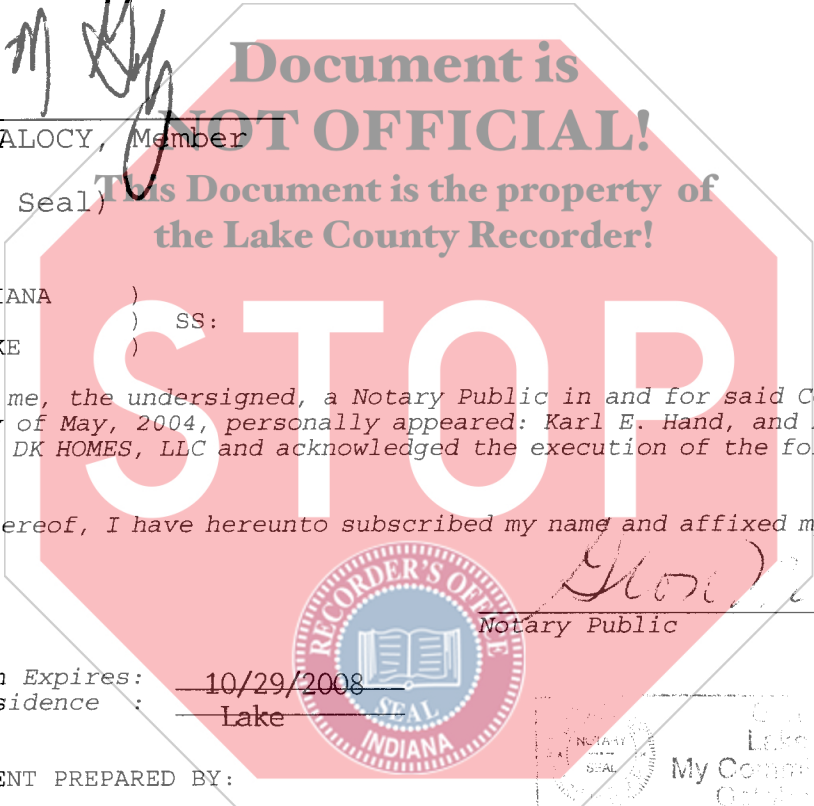 Document is
NOT OFFICIAL!
ALOCY, Member
This Document is the property of
Seal)
the Lake County Recorder!
IANA )
) SS:
KE )
STOP
me, the undersigned, a Notary Public in and for said C
of May, 2004, personally appeared: Karl E. Hand, and
DK HOMES, LLC and acknowledged the execution of the fo
ereof, I have hereunto subscribed my name and affixed m
RECORDER'S OFFICE
Notary Public
Expires: 10/29/2008
sidence : Lake
SEAL
INDIANA
NOTARY
SEAL
Lake
My Comm
ENT PREPARED BY: